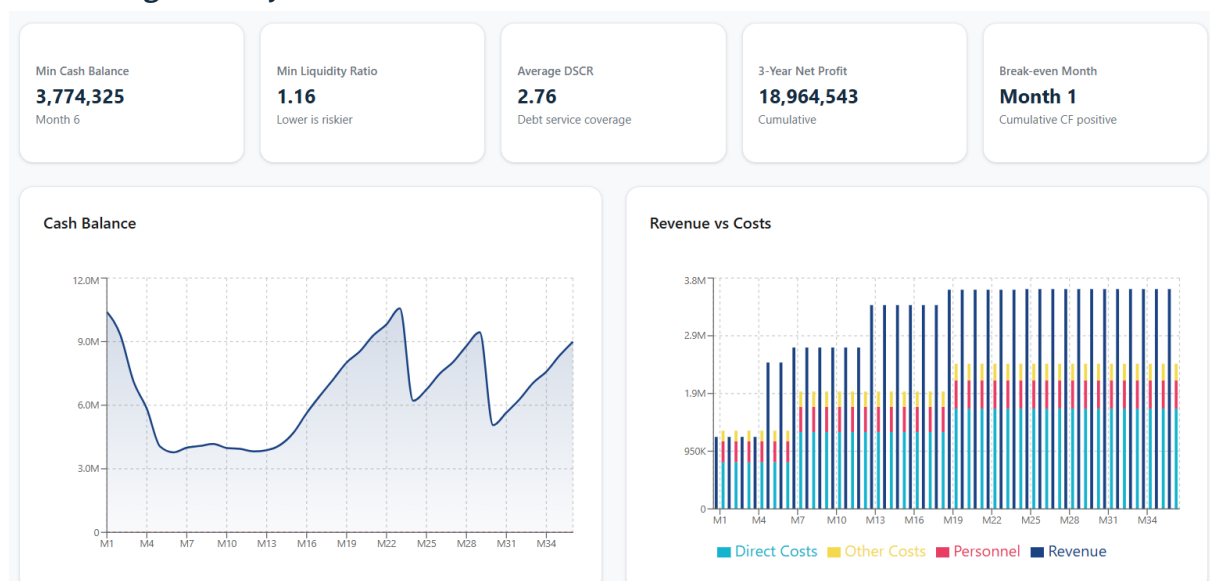 Min Cash Balance
3,774,325
Month 6
Min Liquidity Ratio
1.16
Lower is riskier
Average DSCR
2.76
Debt service coverage
3-Year Net Profit
18,964,543
Cumulative
Break-even Month
Month 1
Cumulative CF positive
Cash Balance
12.0M
9.0M
6.0M
3.0M
0
M1 M4 M7 M10 M13 M16 M19 M22 M25 M28 M31 M34
Revenue vs Costs
3.8M
2.9M
1.9M
950K
0
M1 M4 M7 M10 M13 M16 M19 M22 M25 M28 M31 M34
Direct Costs Other Costs Personnel Revenue